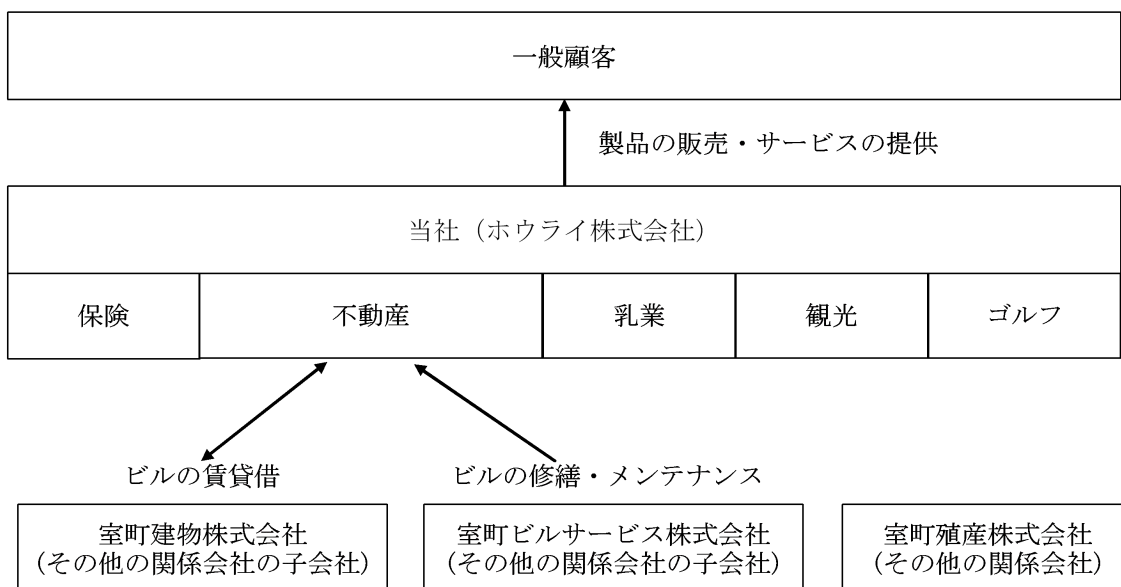 一般顧客
製品の販売・サービスの提供
当社（ホウライ株式会社）
保険
不動産
乳業
観光
ゴルフ
ビルの賃貸借
ビルの修繕・メンテナンス
室町建物株式会社
(その他の関係会社の子会社)
室町ビルサービス株式会社
(その他の関係会社の子会社)
室町殖産株式会社
(その他の関係会社)